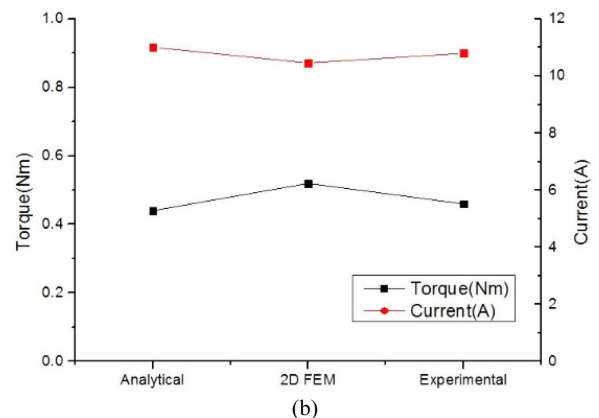 1.0
0.8
0.6
0.4
0.2
0.0
Torque(Nm)
12
10
8
6
4
2
0
Current(A)
Torque(Nm)
Current(A)
Analytical
2D FEM
Experimental
(b)